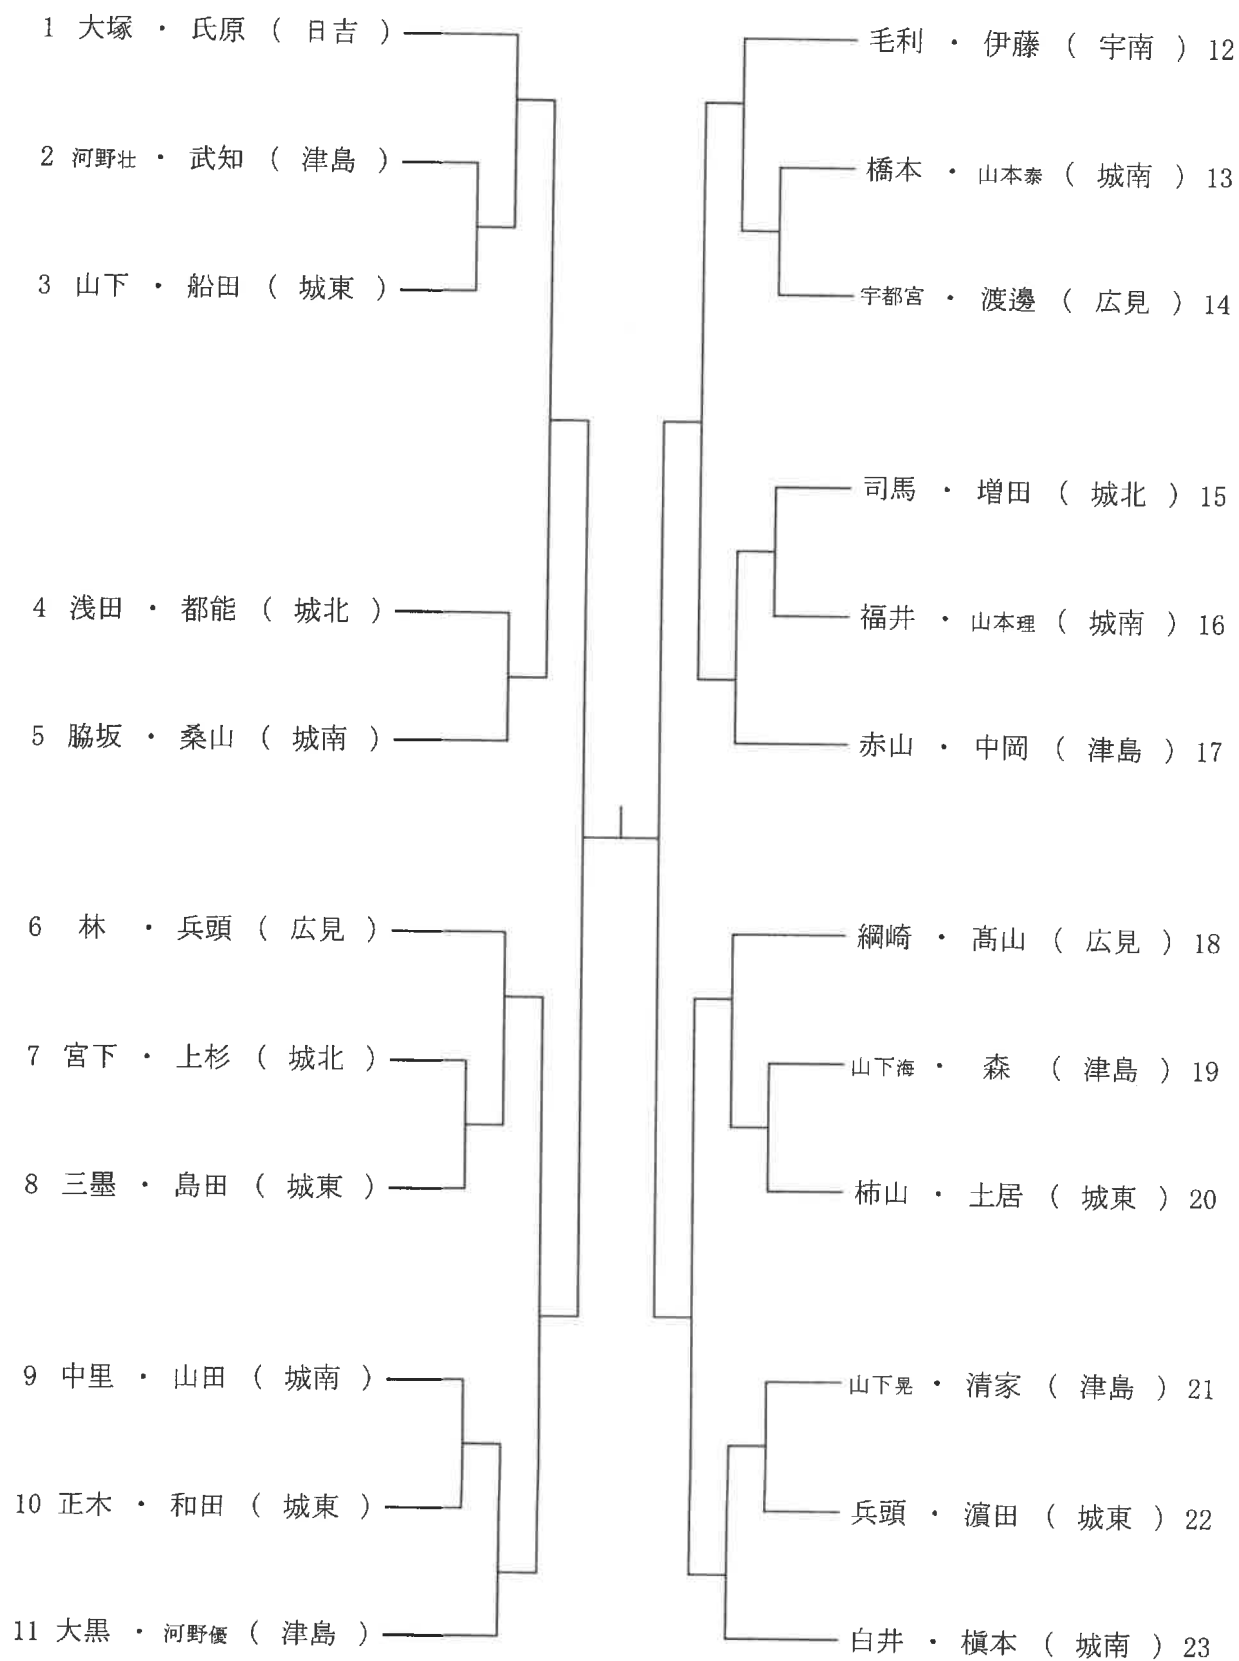 1 大塚 ・ 氏原 ( 日吉 )
2 河野壮 ・ 武知 ( 津島 )
3 山下 ・ 船田 ( 城東 )
4 浅田 ・ 都能 ( 城北 )
5 脇坂 ・ 桑山 ( 城南 )
6 林 ・ 兵頭 ( 広見 )
7 宮下 ・ 上杉 ( 城北 )
8 三墨 ・ 島田 ( 城東 )
9 中里 ・ 山田 ( 城南 )
10 正木 ・ 和田 ( 城東 )
11 大黒 ・ 河野優 ( 津島 )
毛利 ・ 伊藤 ( 宇南 ) 12
橋本 ・ 山本泰 ( 城南 ) 13
宇都宮 ・ 渡邊 ( 広見 ) 14
司馬 ・ 増田 ( 城北 ) 15
福井 ・ 山本理 ( 城南 ) 16
赤山 ・ 中岡 ( 津島 ) 17
綱崎 ・ 髙山 ( 広見 ) 18
山下海 ・ 森 ( 津島 ) 19
柿山 ・ 土居 ( 城東 ) 20
山下晃 ・ 清家 ( 津島 ) 21
兵頭 ・ 濵田 ( 城東 ) 22
白井 ・ 槇本 ( 城南 ) 23